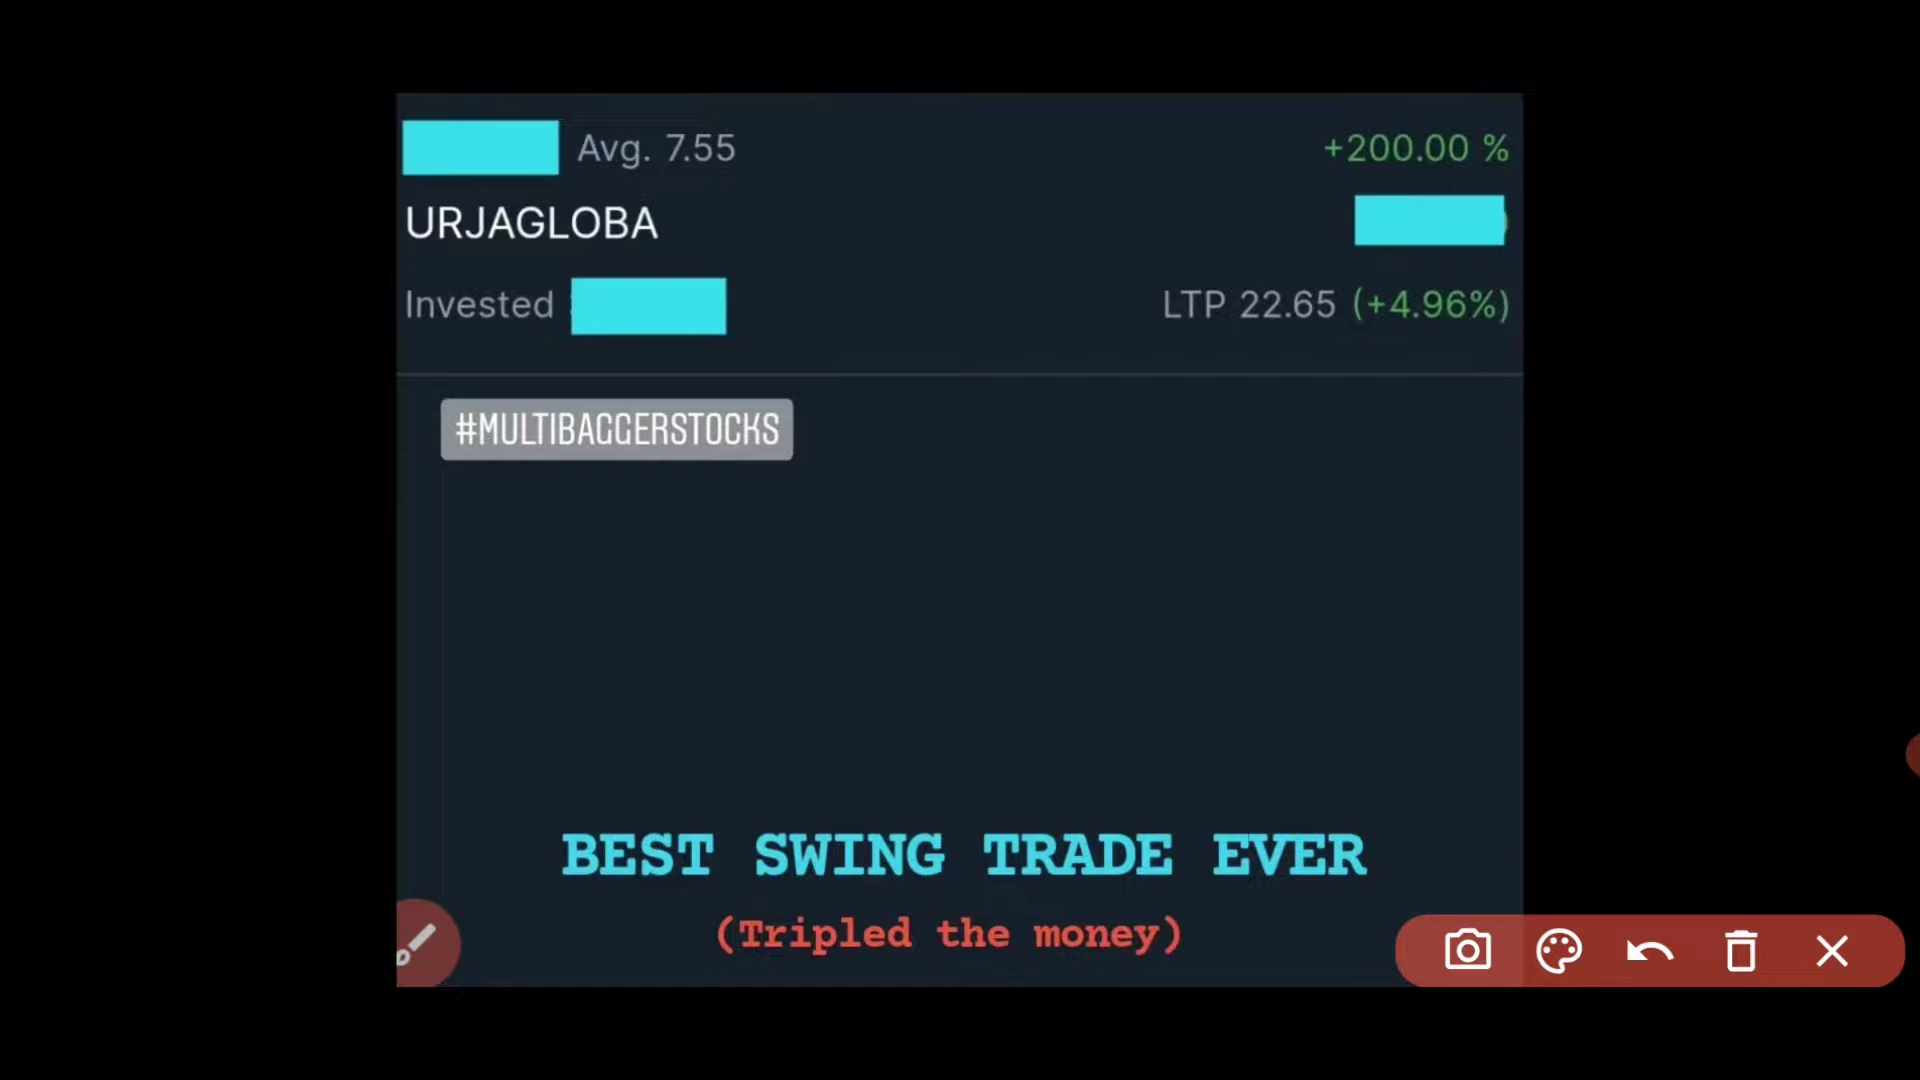 Avg. 7.55
+200.00 %
URJAGLOBA
Invested
LTP 22.65 (+4.96%)
#MULTIBAGGERSTOCKS
BEST SWING TRADE EVER
(Tripled the money)